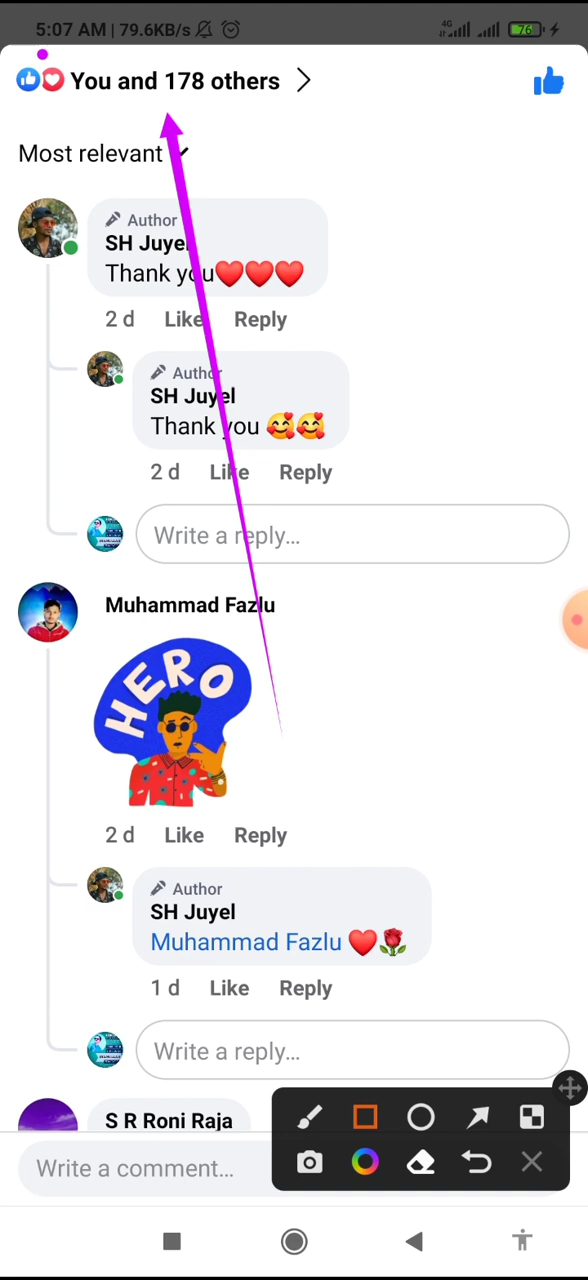 5:07 AM | 79.6KB/s
4G
76
You and 178 others
Most relevant
Author
SH Juyel
Thank you❤️❤️❤️
2 d Like Reply
Author
SH Juyel
Thank you 🥰🥰
2 d Like Reply
Write a reply...
Muhammad Fazlu
HERO
2 d Like Reply
Author
SH Juyel
Muhammad Fazlu ❤️🌹
1 d Like Reply
Write a reply...
S R Roni Raja
Write a comment...